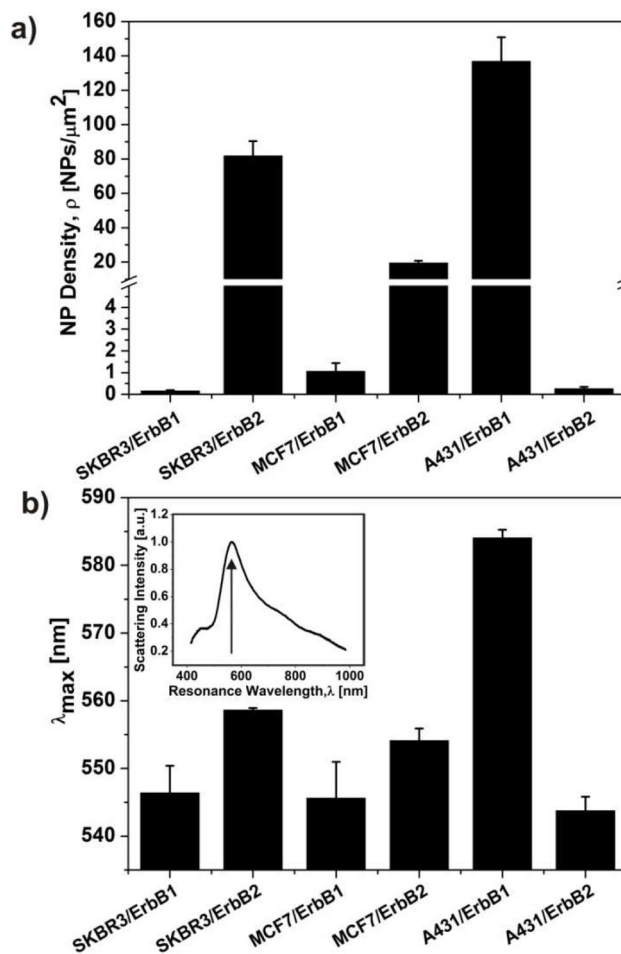 a)
NP Density, ρ [NPs/μm²]
160
140
120
100
80
60
40
20
4
3
2
1
0
SKBR3/ErbB1
SKBR3/ErbB2
MCF7/ErbB1
MCF7/ErbB2
A431/ErbB1
A431/ErbB2
b)
λmax [nm]
590
580
570
560
550
540
Scattering Intensity [a.u.]
1.2
1.0
0.8
0.6
0.4
0.2
400
600
800
1000
Resonance Wavelength,λ [nm]
SKBR3/ErbB1
SKBR3/ErbB2
MCF7/ErbB1
MCF7/ErbB2
A431/ErbB1
A431/ErbB2